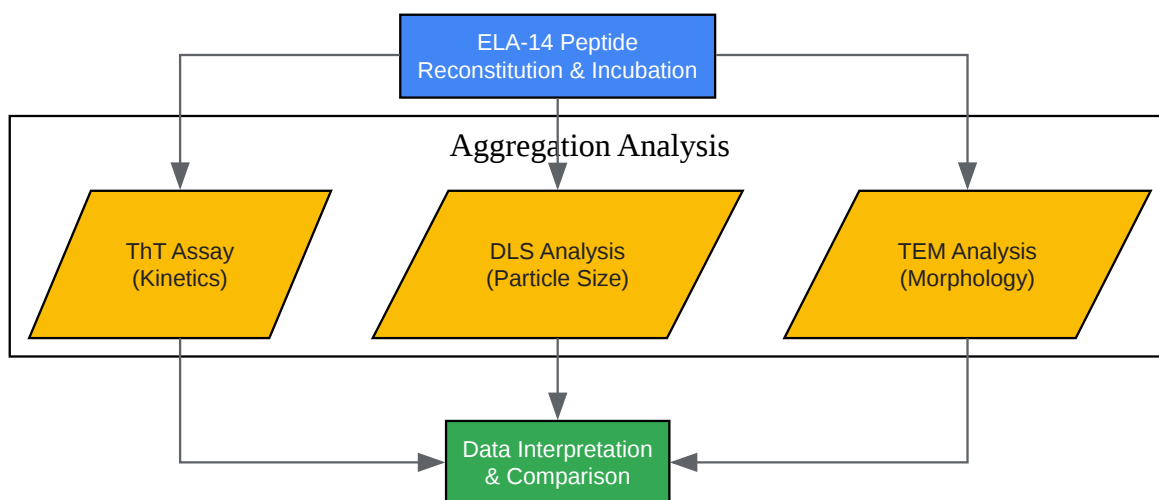 ELA-14 Peptide
Reconstitution & Incubation
Aggregation Analysis
ThT Assay
(Kinetics)
DLS Analysis
(Particle Size)
TEM Analysis
(Morphology)
Data Interpretation
& Comparison